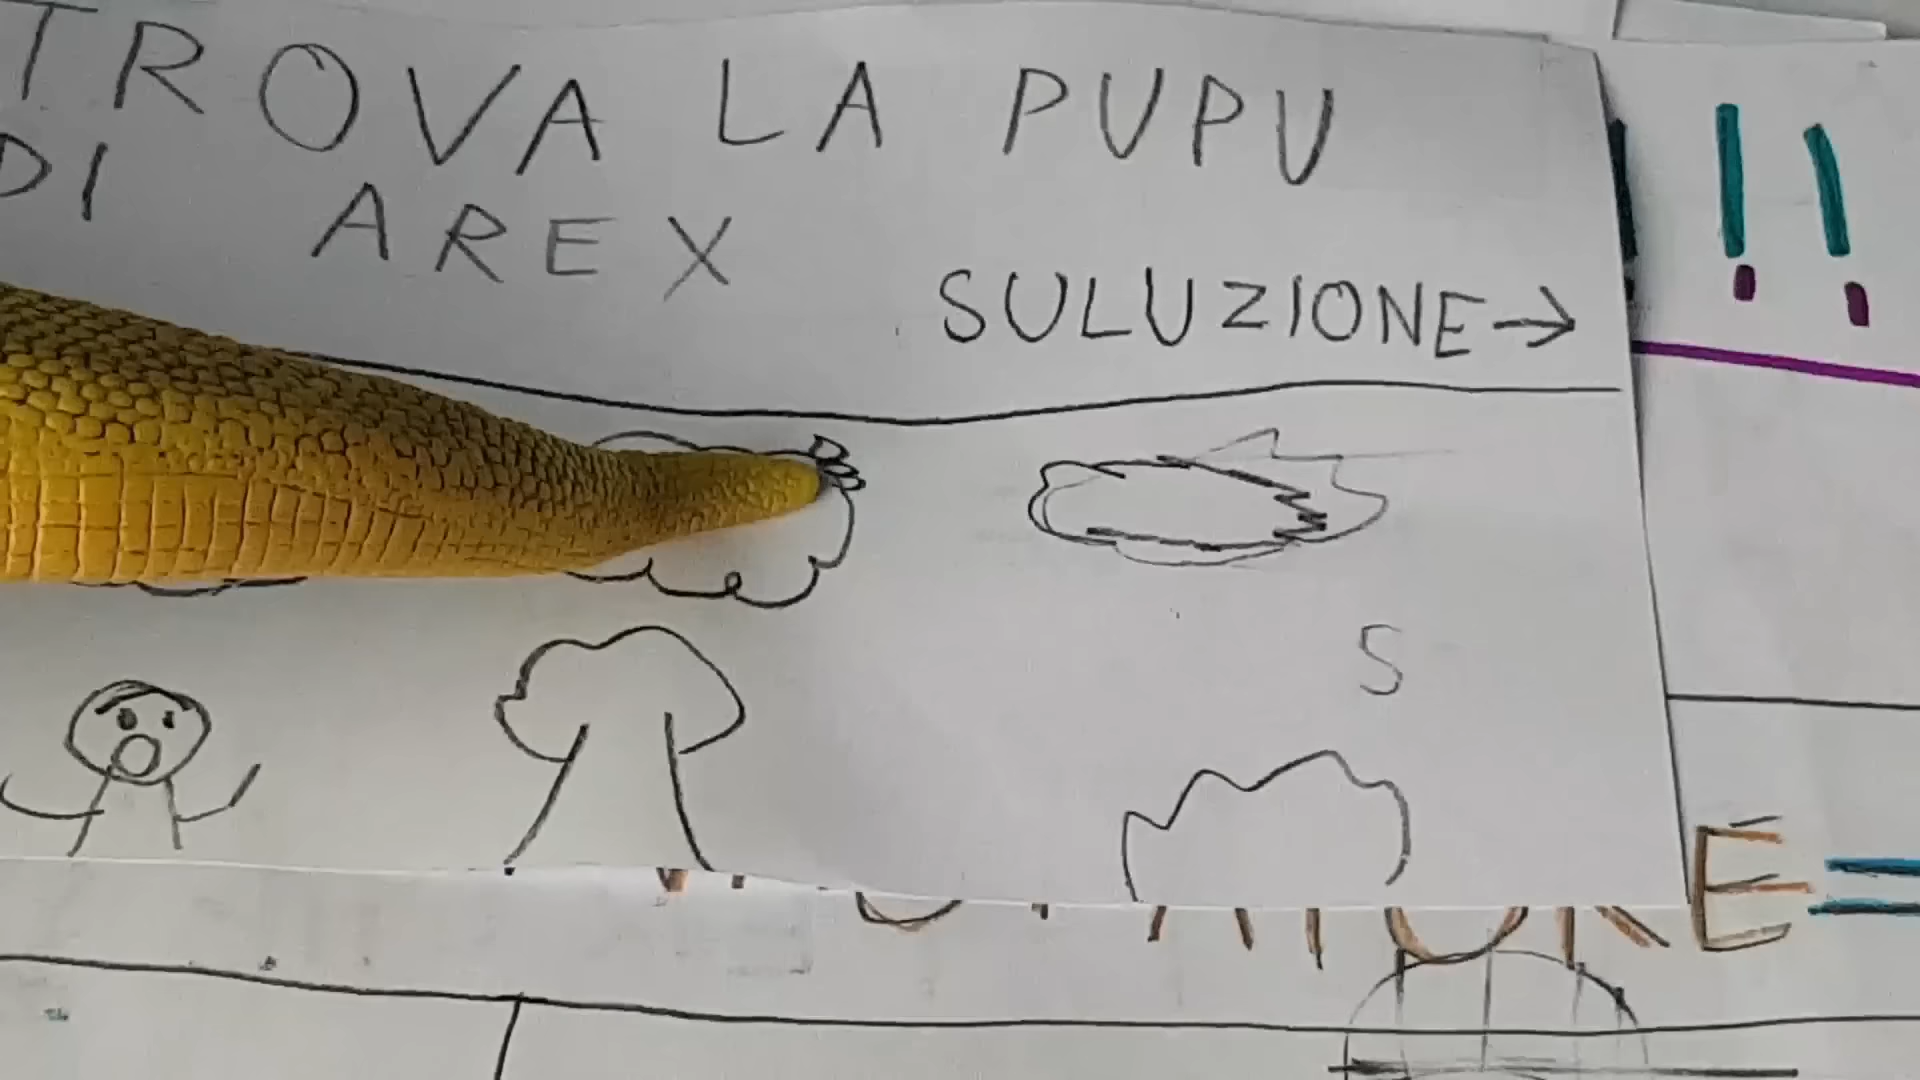 TROVA LA PUPU
DI AREX
SULUZIONE→
!!
S
E=